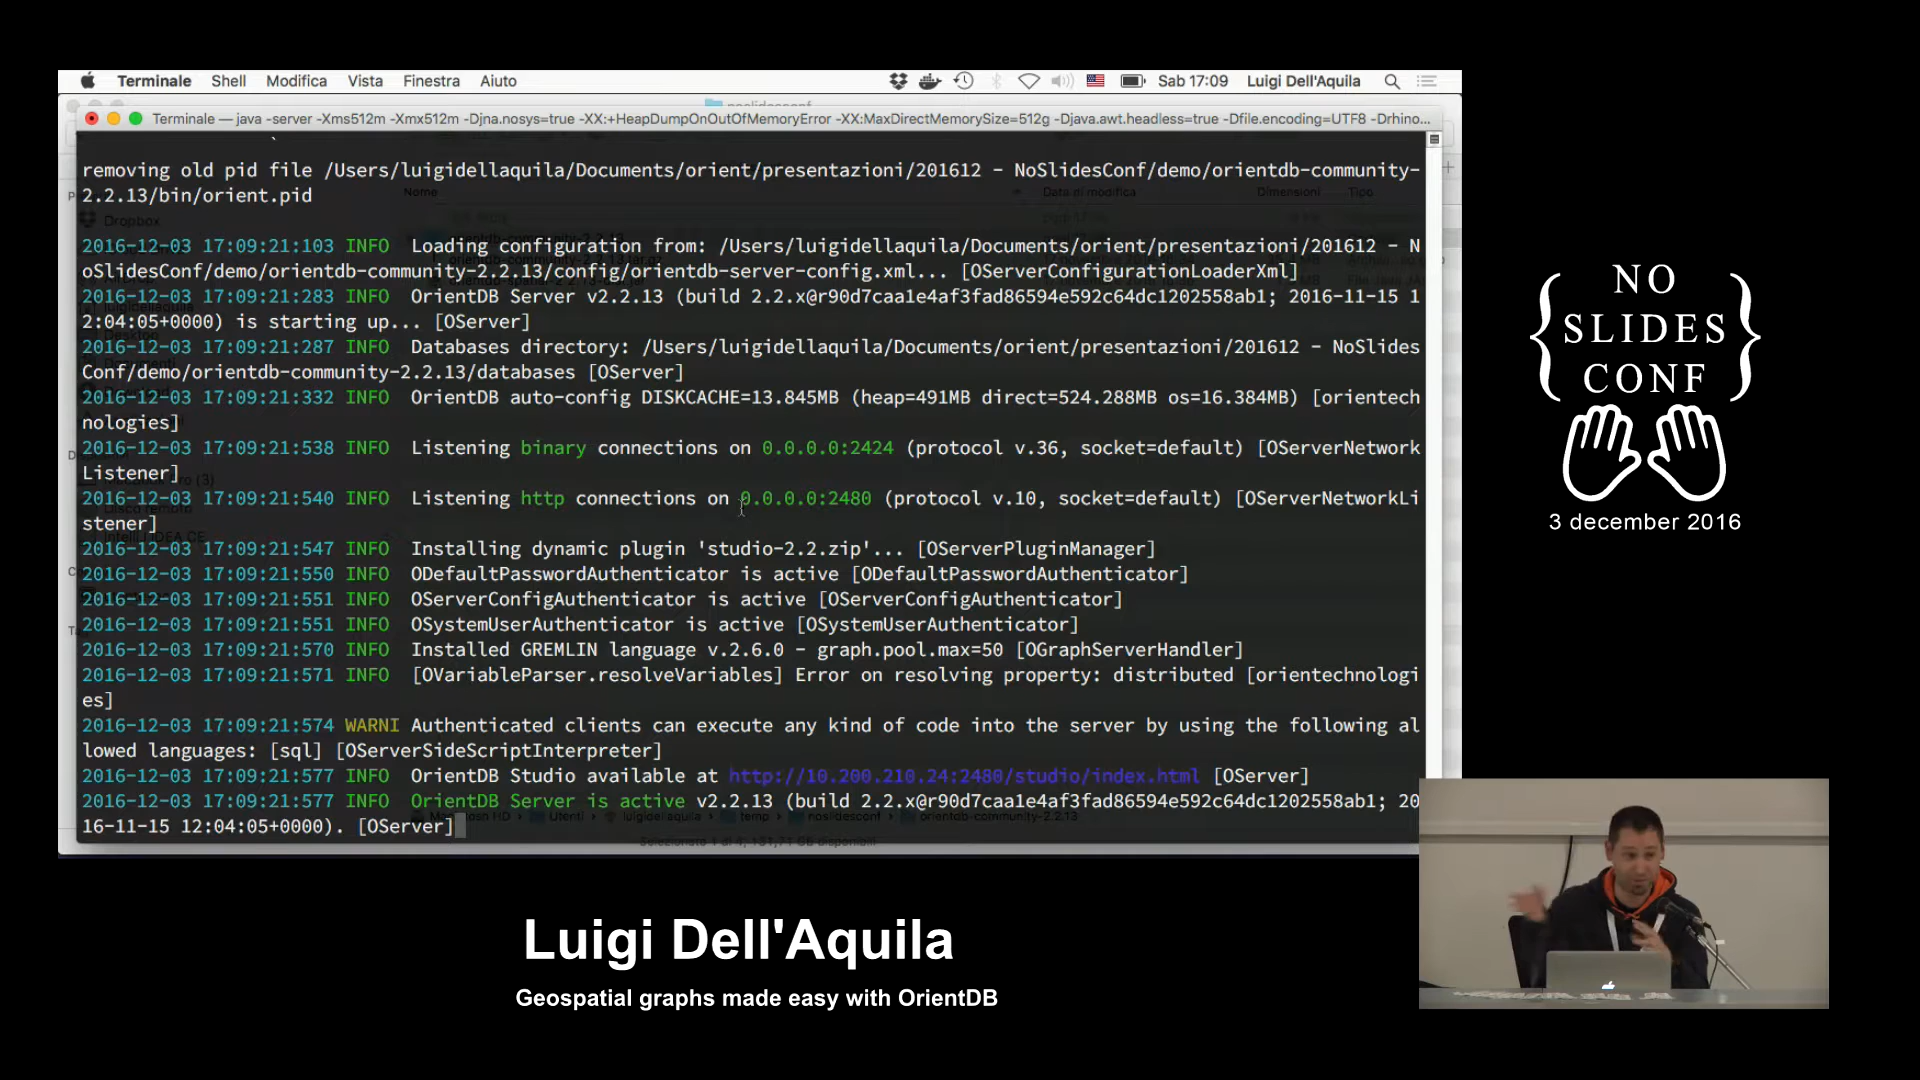 Terminale Shell Modifica Vista Finestra Aiuto Sab 17:09 Luigi Dell'Aquila
noslidesconf
Terminale — java -server -Xms512m -Xmx512m -Djna.nosys=true -XX:+HeapDumpOnOutOfMemoryError -XX:MaxDirectMemorySize=512g -Djava.awt.headless=true -Dfile.encoding=UTF8 -Drhino...
removing old pid file /Users/luigidellaquila/Documents/orient/presentazioni/201612 - NoSlidesConf/demo/orientdb-community-
2.2.13/bin/orient.pid
2016-12-03 17:09:21:103 INFO Loading configuration from: /Users/luigidellaquila/Documents/orient/presentazioni/201612 - N
oSlidesConf/demo/orientdb-community-2.2.13/config/orientdb-server-config.xml... [OServerConfigurationLoaderXml]
2016-12-03 17:09:21:283 INFO OrientDB Server v2.2.13 (build 2.2.x@r90d7caa1e4af3fad86594e592c64dc1202558ab1; 2016-11-15 1
2:04:05+0000) is starting up... [OServer]
2016-12-03 17:09:21:287 INFO Databases directory: /Users/luigidellaquila/Documents/orient/presentazioni/201612 - NoSlides
Conf/demo/orientdb-community-2.2.13/databases [OServer]
2016-12-03 17:09:21:332 INFO OrientDB auto-config DISKCACHE=13.845MB (heap=491MB direct=524.288MB os=16.384MB) [orientech
nologies]
2016-12-03 17:09:21:538 INFO Listening binary connections on 0.0.0.0:2424 (protocol v.36, socket=default) [OServerNetwork
Listener]
2016-12-03 17:09:21:540 INFO Listening http connections on 0.0.0.0:2480 (protocol v.10, socket=default) [OServerNetworkLi
stener]
2016-12-03 17:09:21:547 INFO Installing dynamic plugin 'studio-2.2.zip'... [OServerPluginManager]
2016-12-03 17:09:21:550 INFO ODefaultPasswordAuthenticator is active [ODefaultPasswordAuthenticator]
2016-12-03 17:09:21:551 INFO OServerConfigAuthenticator is active [OServerConfigAuthenticator]
2016-12-03 17:09:21:551 INFO OSystemUserAuthenticator is active [OSystemUserAuthenticator]
2016-12-03 17:09:21:570 INFO Installed GREMLIN language v.2.6.0 - graph.pool.max=50 [OGraphServerHandler]
2016-12-03 17:09:21:571 INFO [OVariableParser.resolveVariables] Error on resolving property: distributed [orientechnologi
es]
2016-12-03 17:09:21:574 WARNI Authenticated clients can execute any kind of code into the server by using the following al
lowed languages: [sql] [OServerSideScriptInterpreter]
2016-12-03 17:09:21:577 INFO OrientDB Studio available at http://10.200.210.24:2480/studio/index.html [OServer]
2016-12-03 17:09:21:577 INFO OrientDB Server is active v2.2.13 (build 2.2.x@r90d7caa1e4af3fad86594e592c64dc1202558ab1; 20
16-11-15 12:04:05+0000). [OServer]
NO
SLIDES
CONF
3 december 2016
Luigi Dell'Aquila
Geospatial graphs made easy with OrientDB